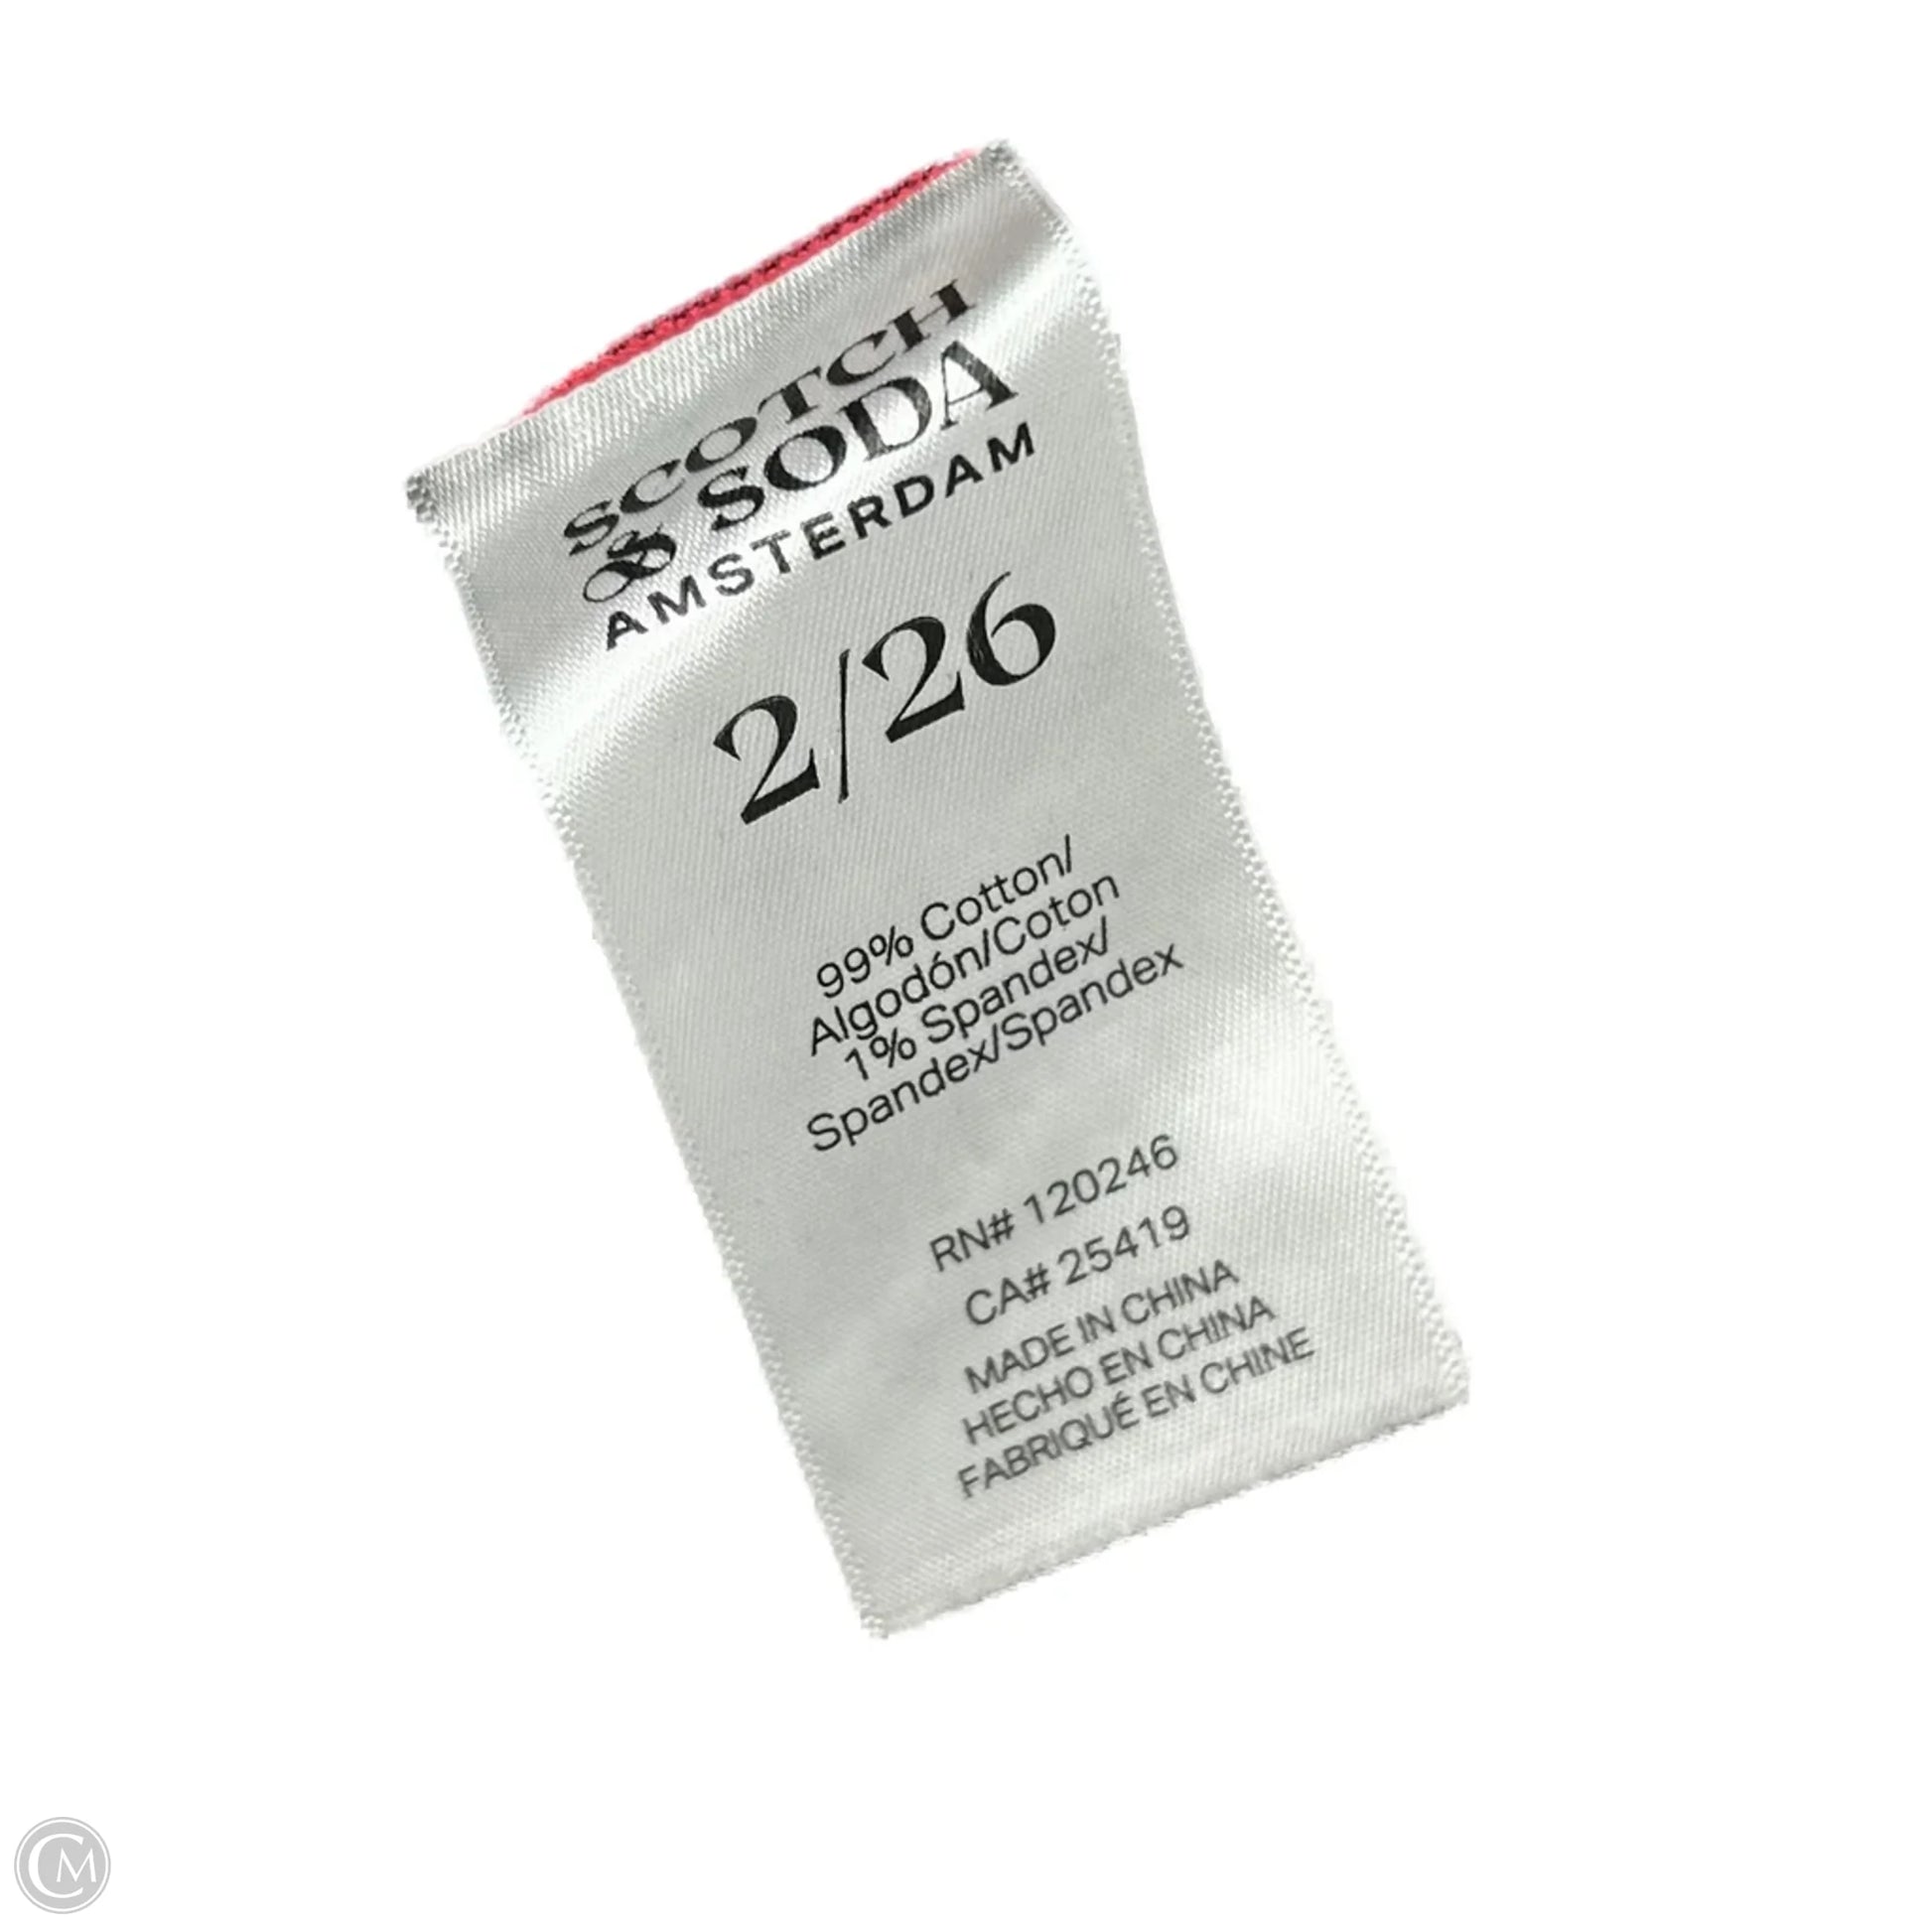 SCOTCH
& SODA
AMSTERDAM
2/26
99% Cotton/
Algodón/Coton
1% Spandex/
Spandex/Spandex
RN# 120246
CA# 25419
MADE IN CHINA
HECHO EN CHINA
FABRIQUÉ EN CHINE
CM